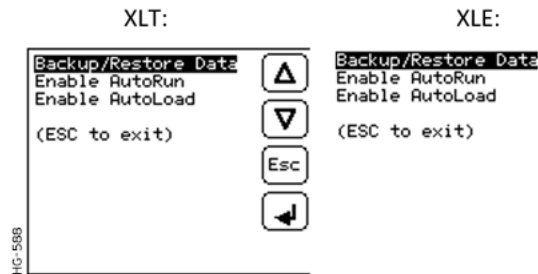 XLT:
XLE:
Backup/Restore Data
Enable AutoRun
Enable AutoLoad
(ESC to exit)
Esc
HG-588
Backup/Restore Data
Enable AutoRun
Enable AutoLoad
(ESC to exit)